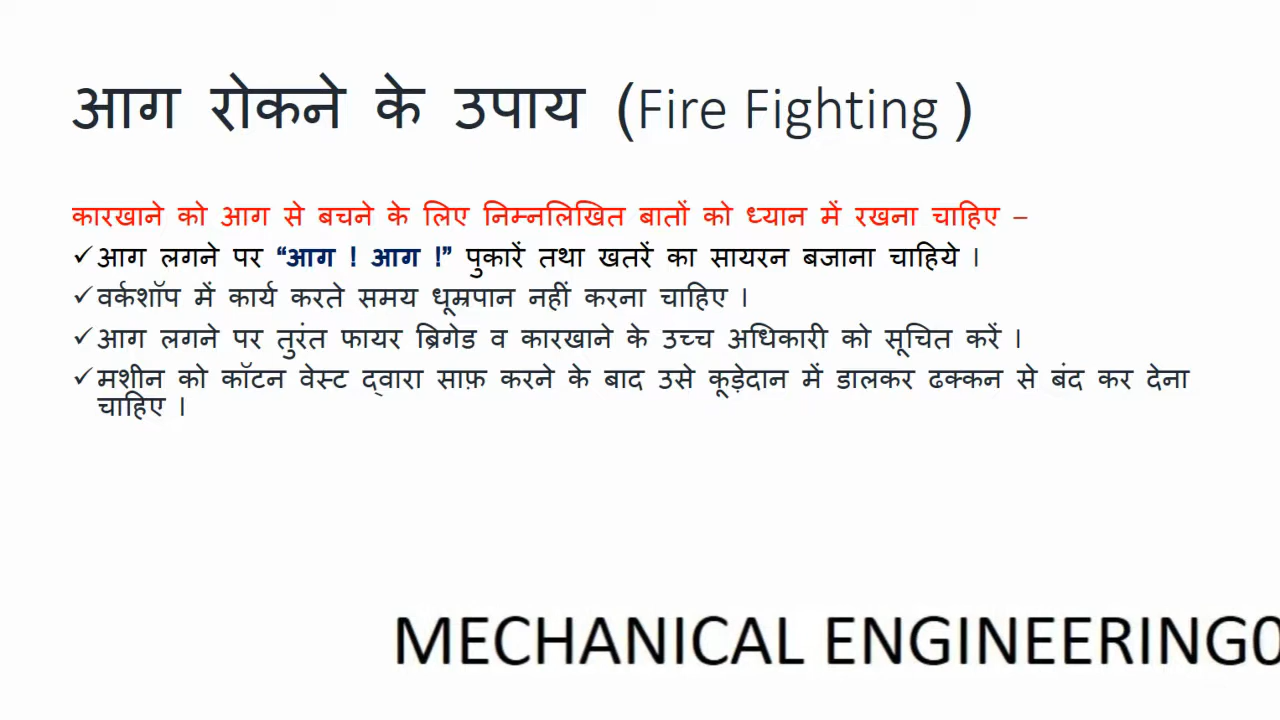 आग रोकने के उपाय (Fire Fighting )
कारखाने को आग से बचने के लिए निम्नलिखित बातों को ध्यान में रखना चाहिए –
✓आग लगने पर “आग ! आग !” पुकारें तथा खतरें का सायरन बजाना चाहिये ।
✓वर्कशॉप में कार्य करते समय धूम्रपान नहीं करना चाहिए ।
✓आग लगने पर तुरंत फायर ब्रिगेड व कारखाने के उच्च अधिकारी को सूचित करें ।
✓मशीन को कॉटन वेस्ट द्वारा साफ़ करने के बाद उसे कूड़ेदान में डालकर ढक्कन से बंद कर देना
चाहिए ।
MECHANICAL ENGINEERING0